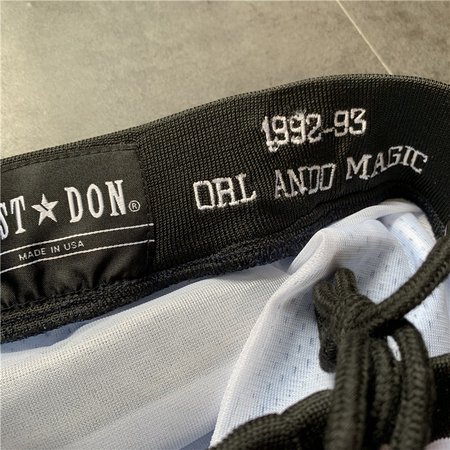 ST★DON®
MADE IN USA
1992-93
ORL ANDO MAGIC